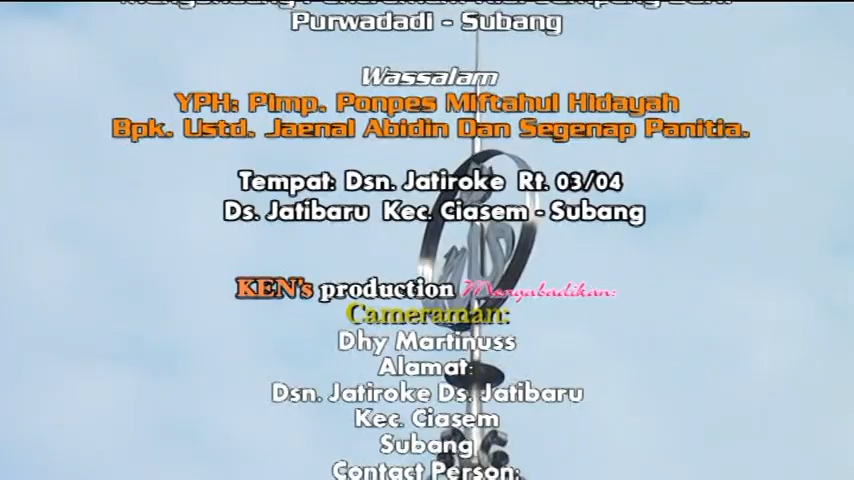 Purwadadi - Subang
Wassalam
YPH: Pimp. Ponpes Miftahul Hidayah
Bpk. Ustd. Jaenal Abidin Dan Segenap Panitia.
Tempat: Dsn. Jatiroke Rt. 03/04
Ds. Jatibaru Kec. Ciasem - Subang
KEN's production Mengabadikan:
Cameraman:
Dhy Martinuss
Alamat:
Dsn. Jatiroke Ds. Jatibaru
Kec. Ciasem
Subang
Contact Person: